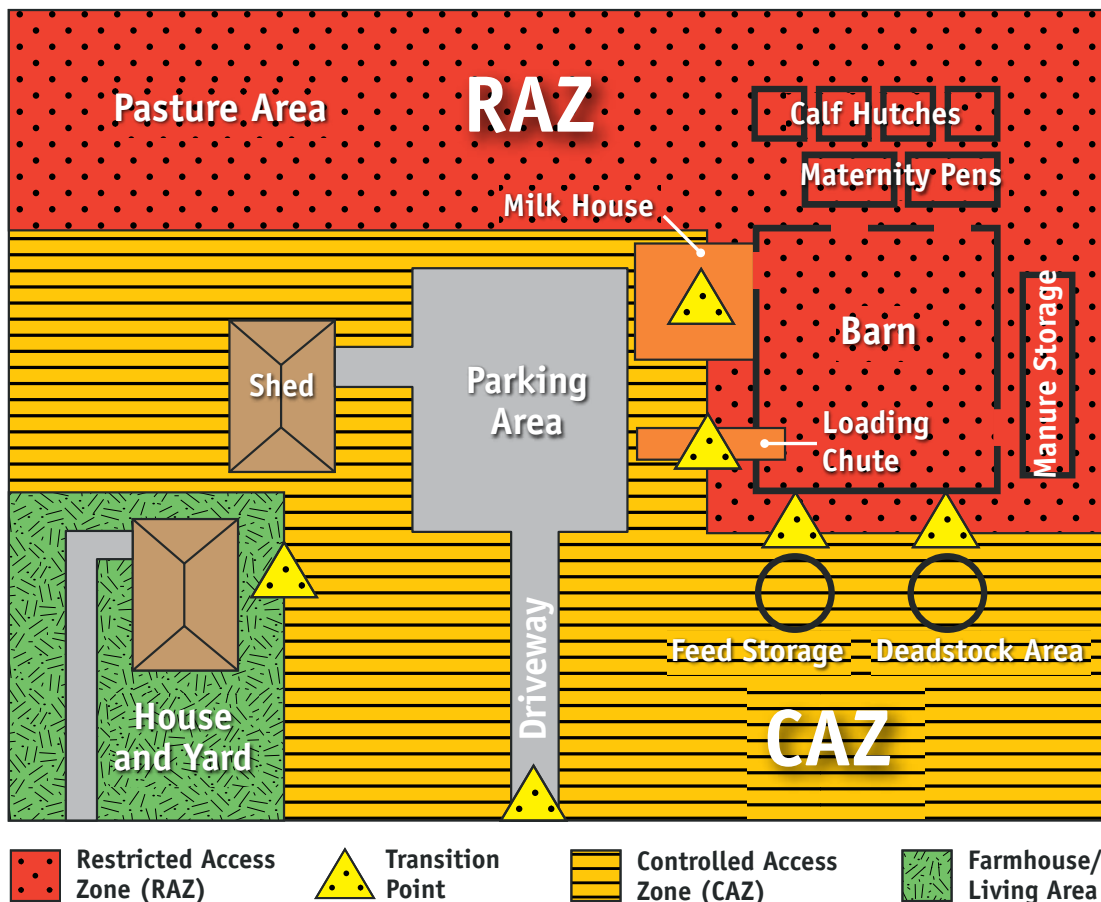 RAZ
Pasture Area
Calf Hutches
Maternity Pens
Milk House
Barn
Manure Storage
Shed
Parking
Area
Loading
Chute
Driveway
Feed Storage
Deadstock Area
House
and Yard
CAZ
Restricted Access
Zone (RAZ)
Transition
Point
Controlled Access
Zone (CAZ)
Farmhouse/
Living Area